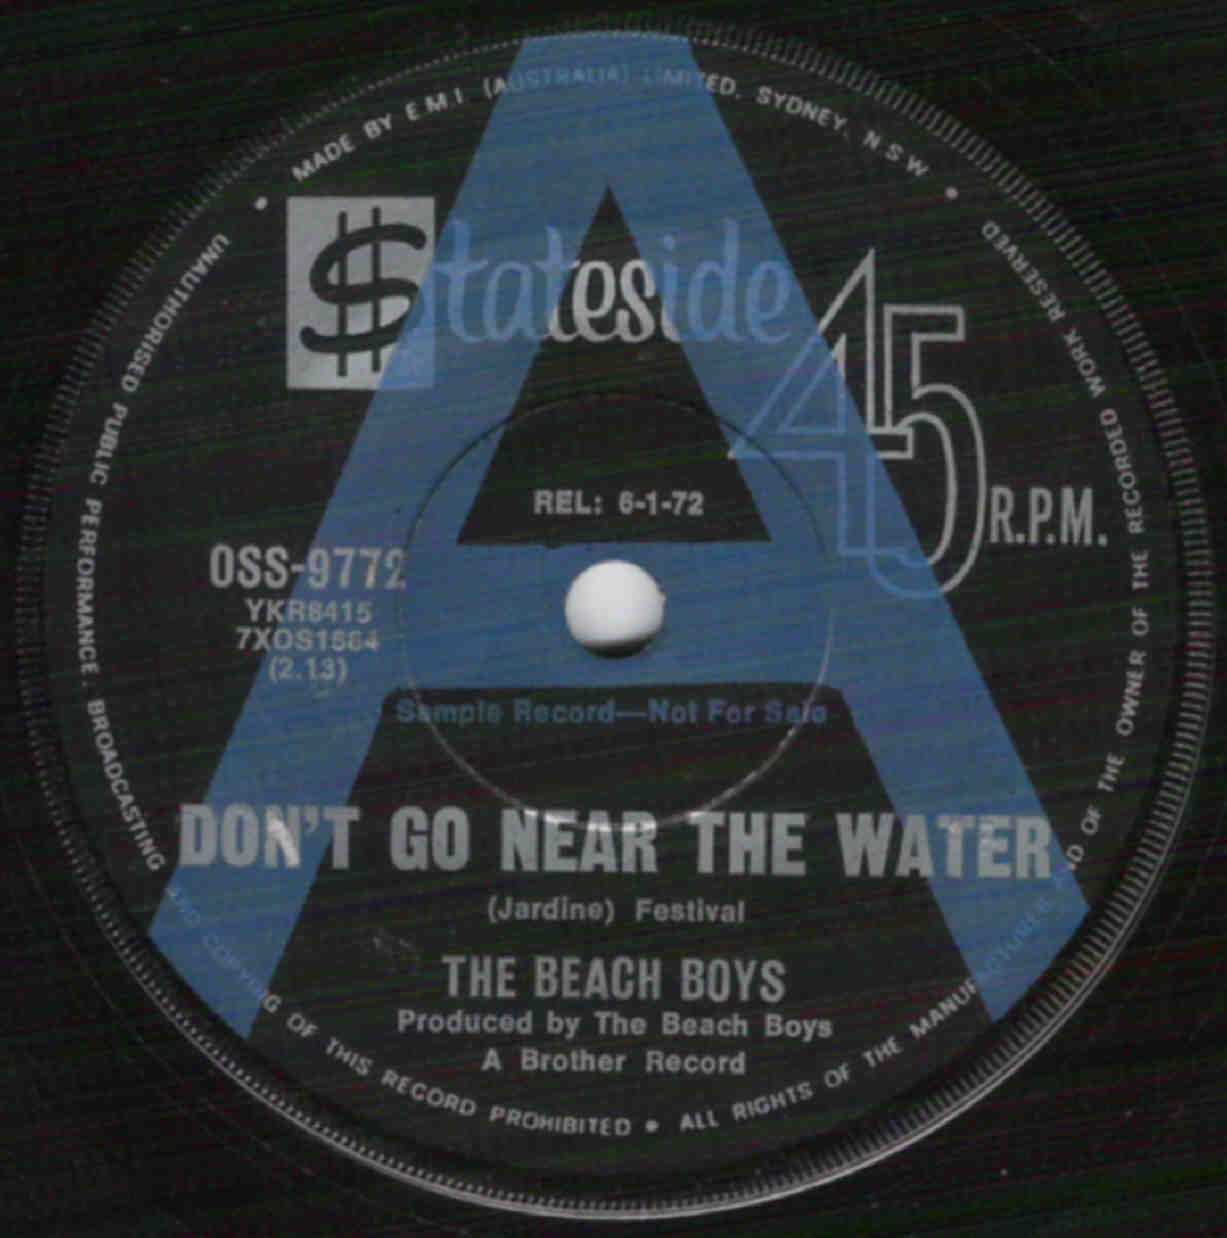 MADE BY E M I (AUSTRALIA) LIMITED. SYDNEY. N S W
$tateside
45
R.P.M.
REL: 6-1-72
OSS-9772
YKR8415
7XOS1584
(2.13)
A
Sample Record—Not For Sale
DON'T GO NEAR THE WATER
(Jardine) Festival
THE BEACH BOYS
Produced by The Beach Boys
A Brother Record
UNAUTHORISED PUBLIC PERFORMANCE. BROADCASTING AND COPYING OF THIS RECORD PROHIBITED • ALL RIGHTS OF THE MANUFACTURER AND OF THE OWNER OF THE RECORDED WORK RESERVED